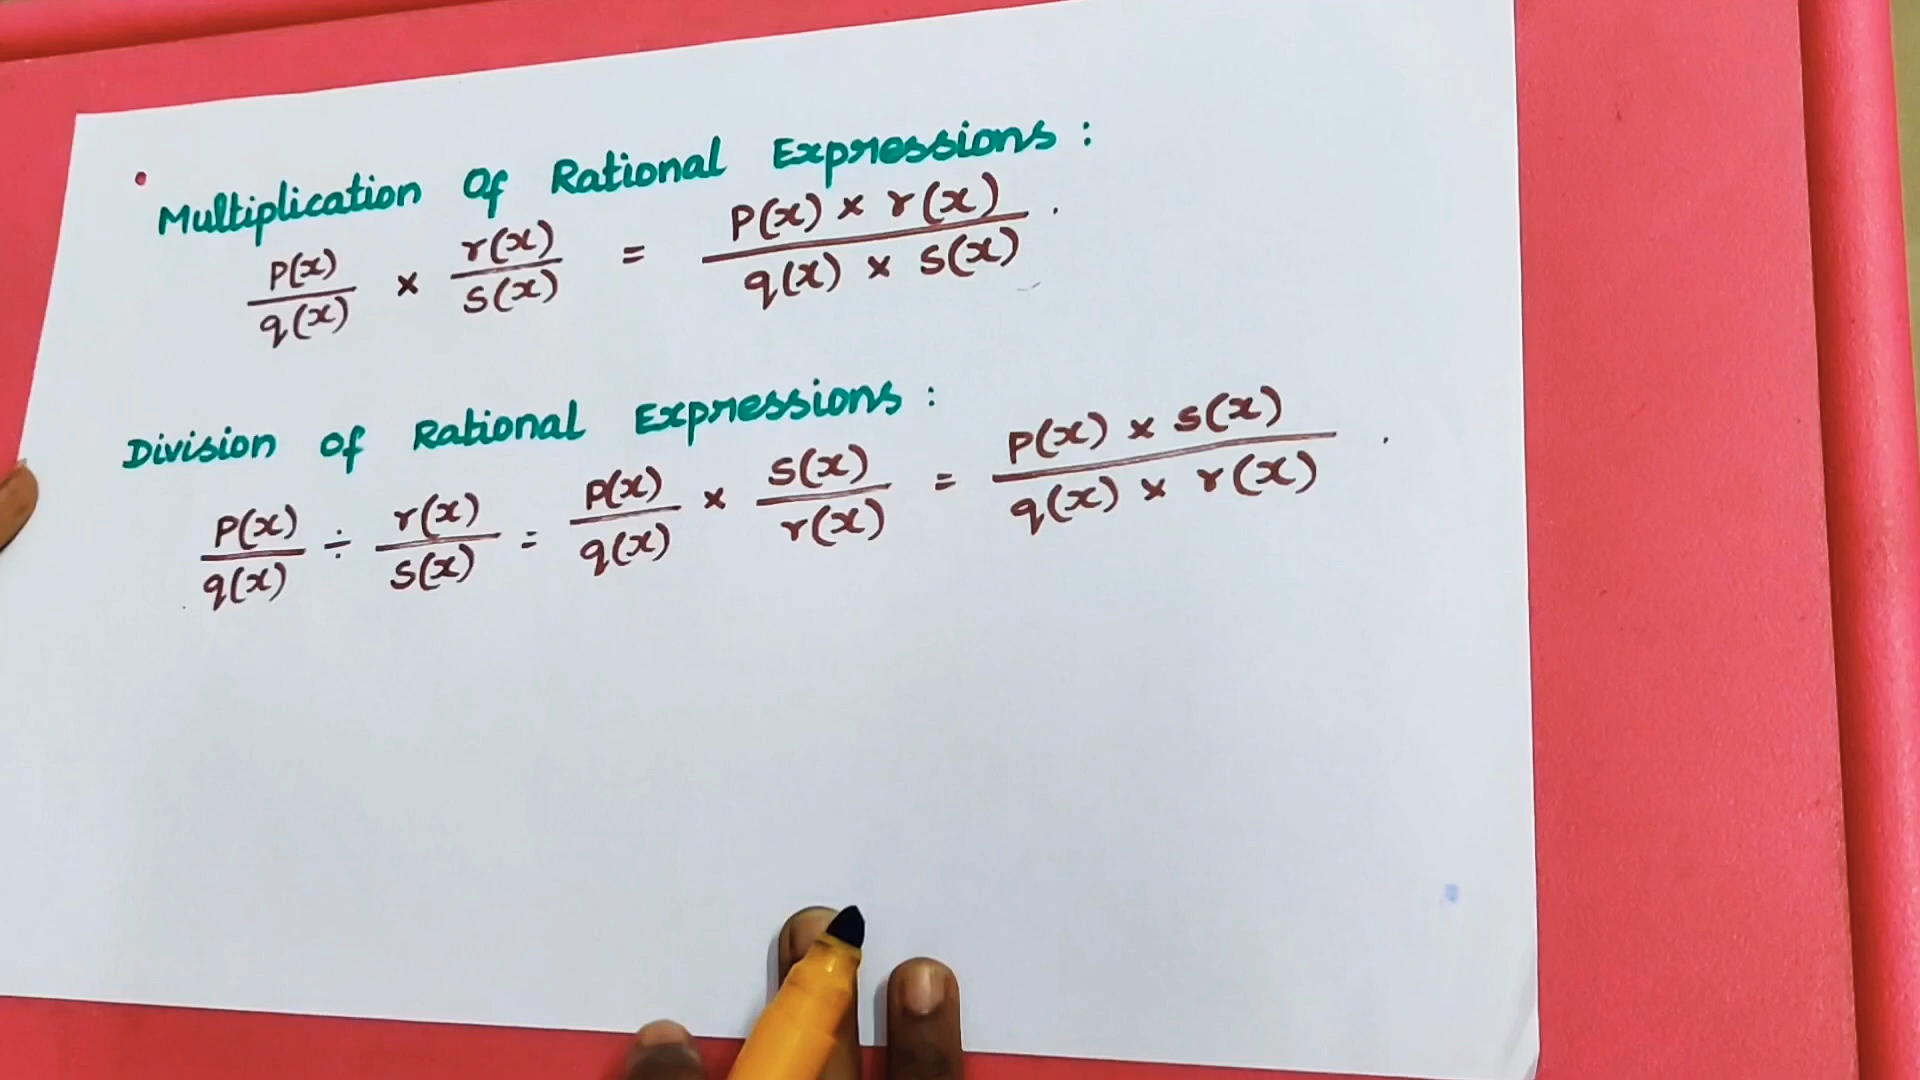 Multiplication Of Rational Expressions :
P(x)/q(x) × r(x)/s(x) = P(x) × r(x) / q(x) × s(x) .
Division of Rational Expressions :
P(x)/q(x) ÷ r(x)/s(x) = P(x)/q(x) × s(x)/r(x) = P(x) × s(x) / q(x) × r(x) .